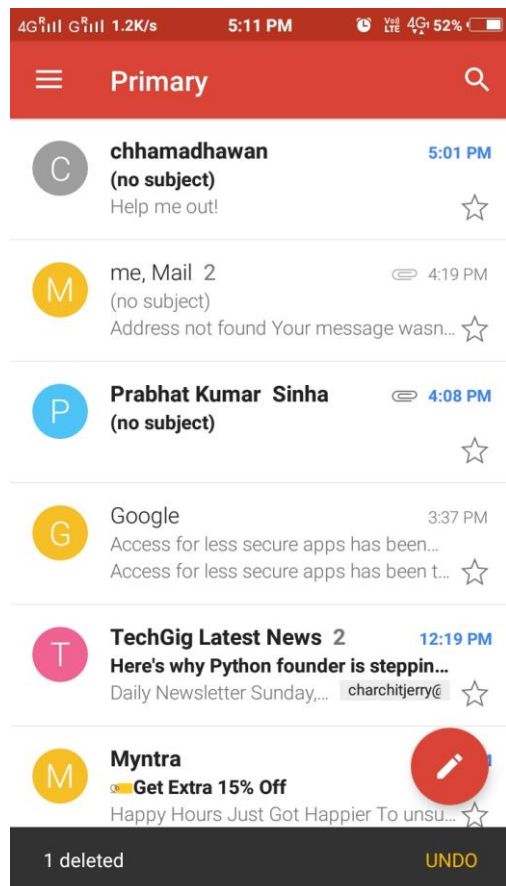 4G R G R 1.2K/s 5:11 PM VoD LTE 4G 52%
Primary
C
chhamadhawan 5:01 PM
(no subject)
Help me out!
M
me, Mail 2 4:19 PM
(no subject)
Address not found Your message wasn...
P
Prabhat Kumar Sinha 4:08 PM
(no subject)
G
Google 3:37 PM
Access for less secure apps has been...
Access for less secure apps has been t...
T
TechGig Latest News 2 12:19 PM
Here's why Python founder is steppin...
Daily Newsletter Sunday,... charchitjerry@
M
Myntra
Get Extra 15% Off
Happy Hours Just Got Happier To unsu...
1 deleted UNDO